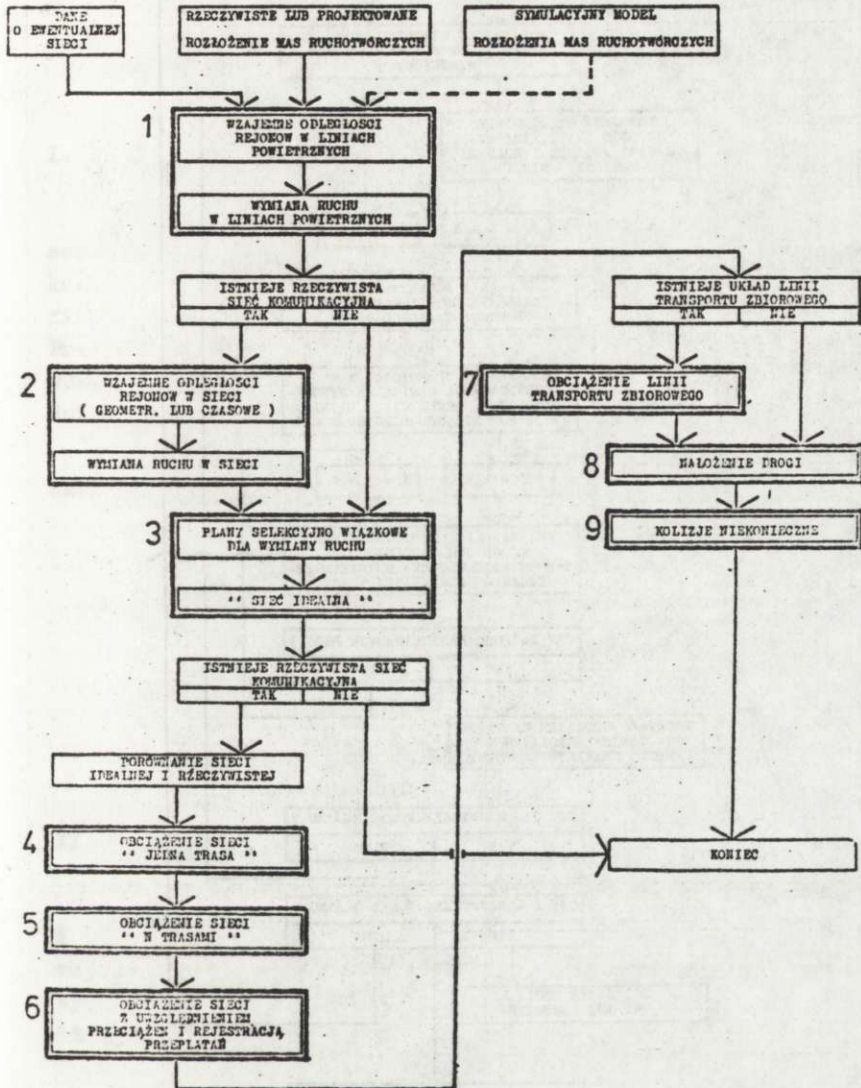 DANE
O EWENTUALNEJ
SIECI
RZECZYWISTE LUB PROJEKTOWANE
ROZŁOŻENIE MAS RUCHOTWÓRCZYCH
SYMULACYJNY MODEL
ROZŁOŻENIA MAS RUCHOTWÓRCZYCH
1
WZAJEMNE ODLEGŁOŚCI
REJONÓW W LINIACH
POWIETRZNYCH
WYMIANA RUCHU
W LINIACH POWIETRZNYCH
ISTNIEJE RZECZYWISTA
SIEĆ KOMUNIKACYJNA
TAK NIE
2
WZAJEMNE ODLEGŁOŚCI
REJONÓW W SIECI
( GEOMETR. LUB CZASOWE )
WYMIANA RUCHU W SIECI
3
PLANY SELEKCYJNO WIĄZKOWE
DLA WYMIANY RUCHU
" SIEĆ IDEALNA "
ISTNIEJE RZECZYWISTA SIEĆ
KOMUNIKACYJNA
TAK NIE
PORÓWNANIE SIECI
IDEALNEJ I RZECZYWISTEJ
4
OBCIĄŻENIE SIECI
" JEDNA TRASA "
5
OBCIĄŻENIE SIECI
" N TRASAMI "
6
OBCIĄŻENIE SIECI
Z UWZGLĘDNIENIEM
PRZECIĄŻEŃ I REJESTRACJĄ
PRZEPLATAŃ
ISTNIEJE UKŁAD LINII
TRANSPORTU ZBIOROWEGO
TAK NIE
7
OBCIĄŻENIE LINII
TRANSPORTU ZBIOROWEGO
8
NAŁOŻENIE DROGI
9
KOLIZJE NISKONIECZNE
KONIEC